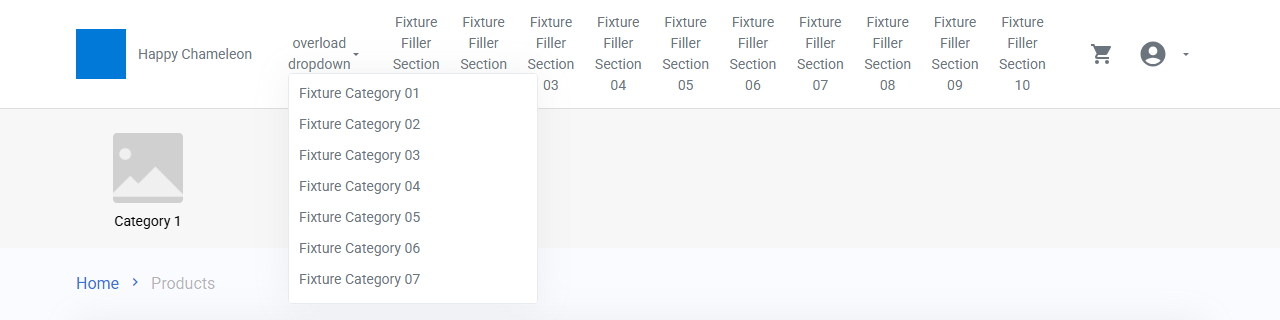 Happy Chameleon
overload
dropdown
Fixture
Filler
Section
Fixture
Filler
Section
Fixture
Filler
Section
03
Fixture
Filler
Section
04
Fixture
Filler
Section
05
Fixture
Filler
Section
06
Fixture
Filler
Section
07
Fixture
Filler
Section
08
Fixture
Filler
Section
09
Fixture
Filler
Section
10
Fixture Category 01
Fixture Category 02
Fixture Category 03
Fixture Category 04
Fixture Category 05
Fixture Category 06
Fixture Category 07
Category 1
Home
Products